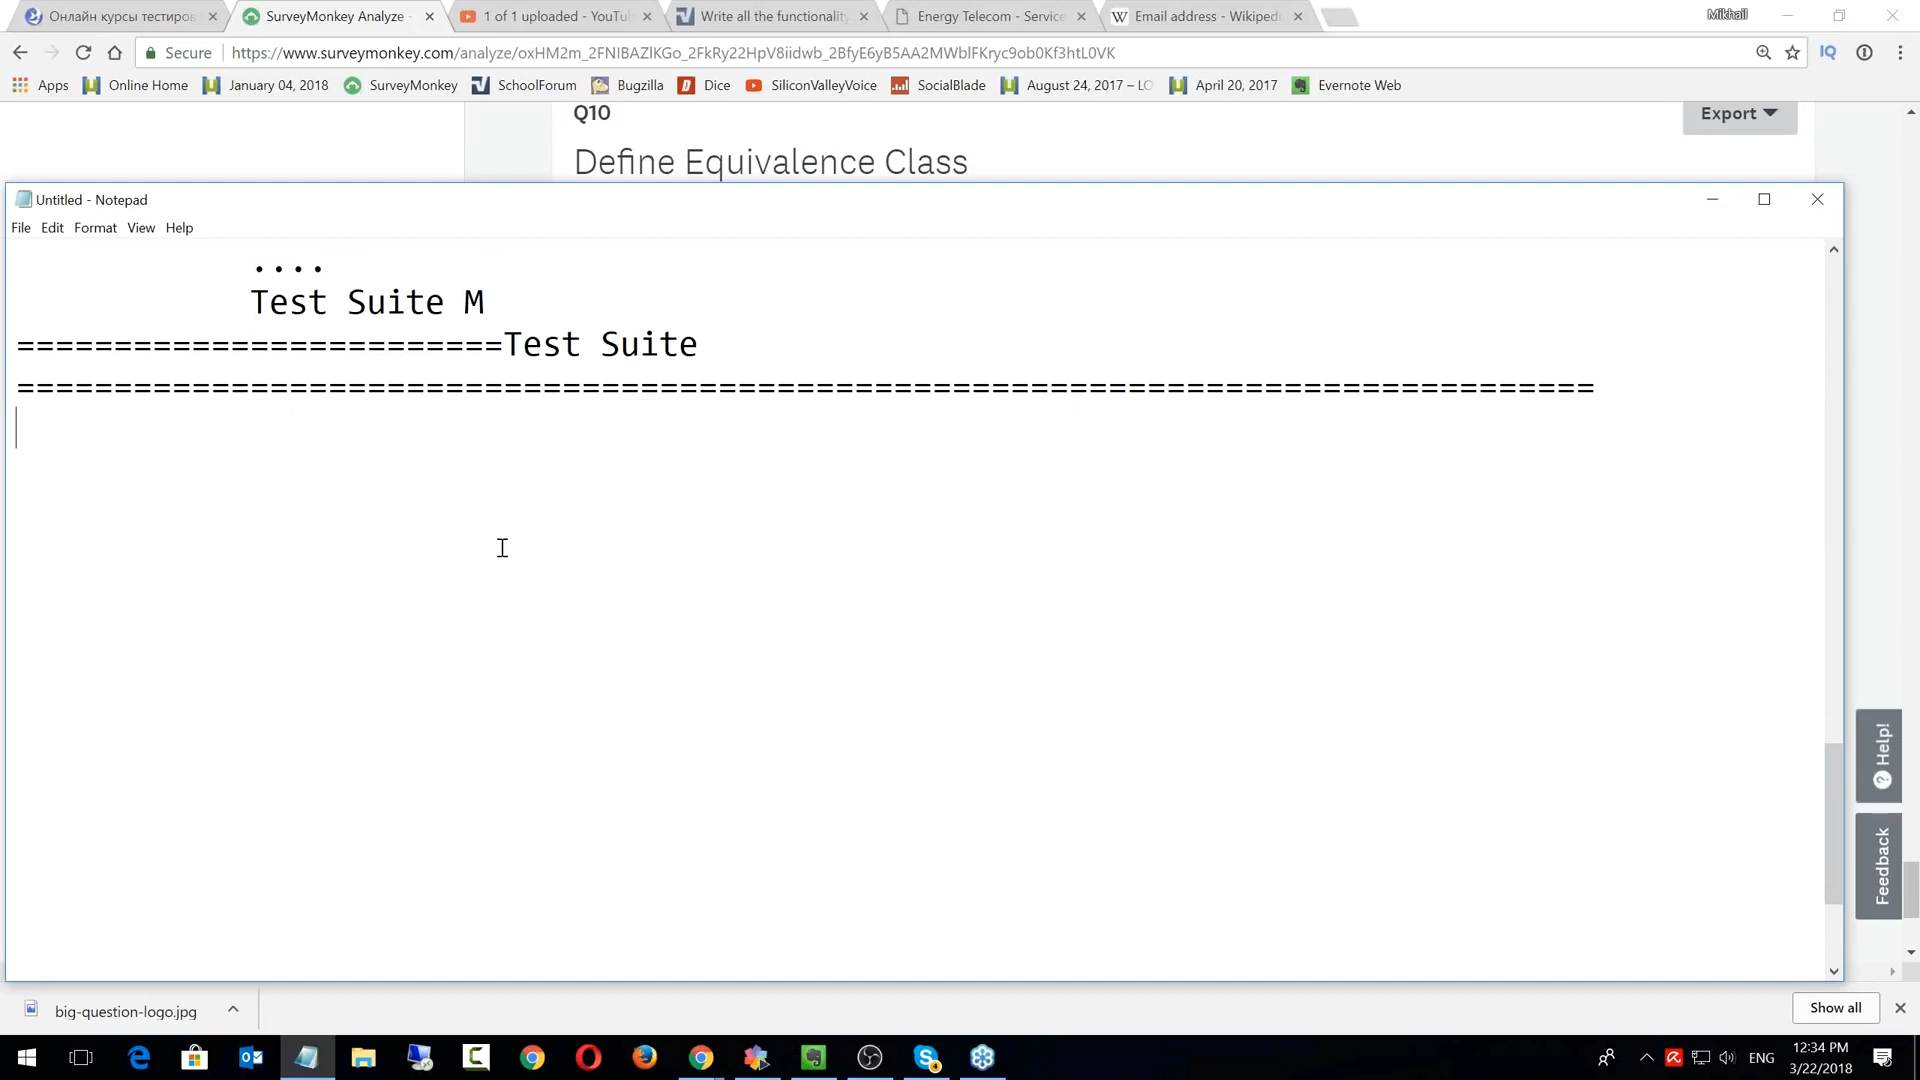 Онлайн курсы тестиров
SurveyMonkey Analyze -
1 of 1 uploaded - YouTu
Write all the functionality
Energy Telecom - Service
Email address - Wikiped
Mikhail
Secure
https://www.surveymonkey.com/analyze/oxHM2m_2FNIBAZlKGo_2FkRy22HpV8iidwb_2BfyE6yB5AA2MWblFKryc9ob0Kf3htL0VK
Apps
Online Home
January 04, 2018
SurveyMonkey
SchoolForum
Bugzilla
Dice
SiliconValleyVoice
SocialBlade
August 24, 2017 – LO
April 20, 2017
Evernote Web
Q10
Export
Define Equivalence Class
Untitled - Notepad
File Edit Format View Help
....
Test Suite M
=========================Test Suite
=================================================================================
Help!
Feedback
big-question-logo.jpg
Show all
ENG
12:34 PM
3/22/2018